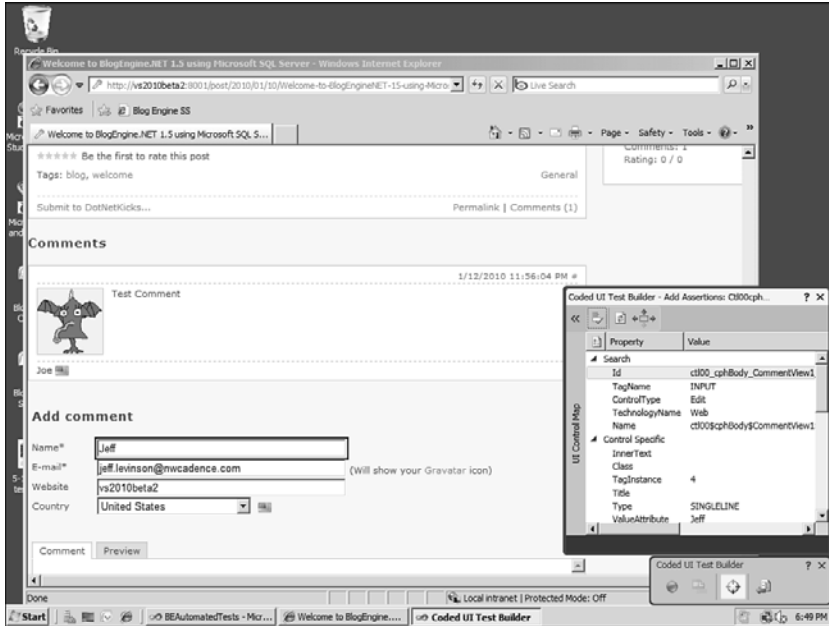 Recycle Bin
Welcome to BlogEngine.NET 1.5 using Microsoft SQL Server - Windows Internet Explorer
http://vs2010beta2:8001/post/2010/01/10/Welcome-to-BlogEngineNET-15-using-Micro
Live Search
Favorites
Blog Engine SS
Welcome to BlogEngine.NET 1.5 using Microsoft SQL S...
Page - Safety - Tools -
Be the first to rate this post
Tags: blog, welcome
General
Comments: 1
Rating: 0 / 0
Submit to DotNetKicks...
Permalink | Comments (1)
Comments
1/12/2010 11:56:04 PM #
Test Comment
Joe
Add comment
Name*
Jeff
E-mail*
jeff.levinson@nwcadence.com
(Will show your Gravatar icon)
Website
vs2010beta2
Country
United States
Comment
Preview
Coded UI Test Builder - Add Assertions: Ctl00cph...
? X
UI Control Map
Property
Value
Search
Id
ctl00_cphBody_CommentView1
TagName
INPUT
ControlType
Edit
TechnologyName
Web
Name
ctl00$cphBody$CommentView1
Control Specific
InnerText
Class
TagInstance
4
Title
Type
SINGLELINE
ValueAttribute
Jeff
Coded UI Test Builder
? X
Done
Local intranet | Protected Mode: Off
Start
BEAutomatedTests - Micr...
Welcome to BlogEngine....
Coded UI Test Builder
6:49 PM